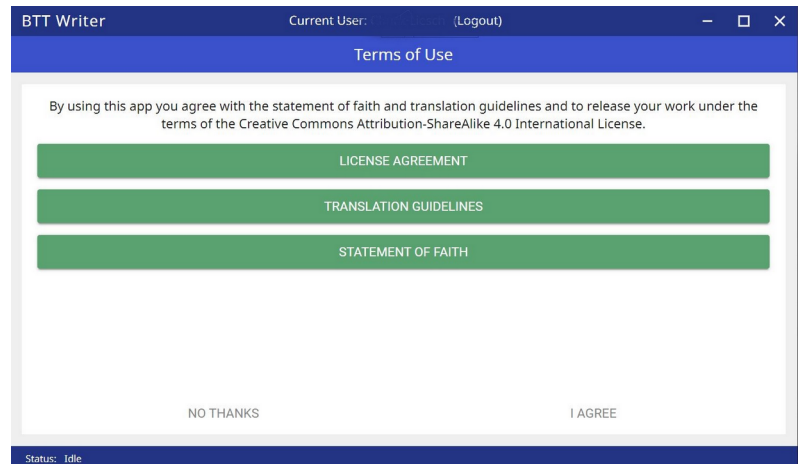 BTT Writer
Current User: (Logout)
Terms of Use
By using this app you agree with the statement of faith and translation guidelines and to release your work under the
terms of the Creative Commons Attribution-ShareAlike 4.0 International License.
LICENSE AGREEMENT
TRANSLATION GUIDELINES
STATEMENT OF FAITH
NO THANKS
I AGREE
Status: Idle